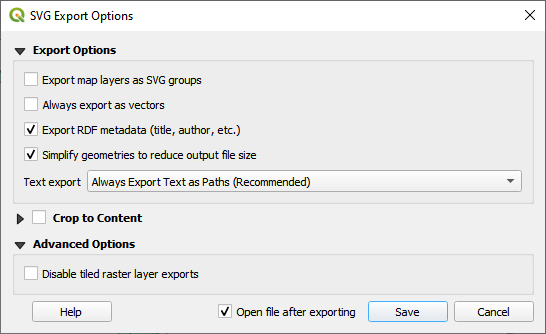 SVG Export Options
Export Options
Export map layers as SVG groups
Always export as vectors
Export RDF metadata (title, author, etc.)
Simplify geometries to reduce output file size
Text export Always Export Text as Paths (Recommended)
Crop to Content
Advanced Options
Disable tiled raster layer exports
Help Open file after exporting Save Cancel